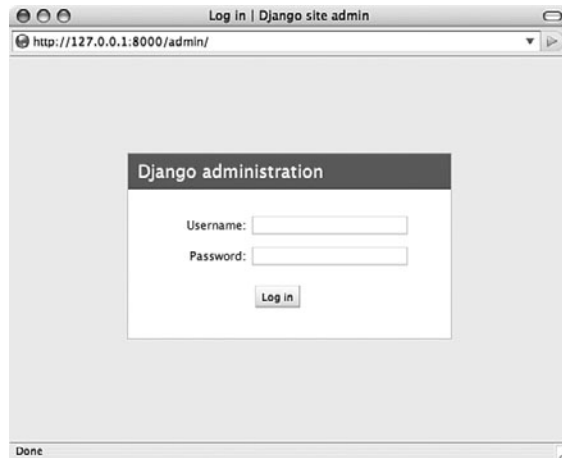 Log in | Django site admin
http://127.0.0.1:8000/admin/
Django administration
Username:
Password:
Log in
Done